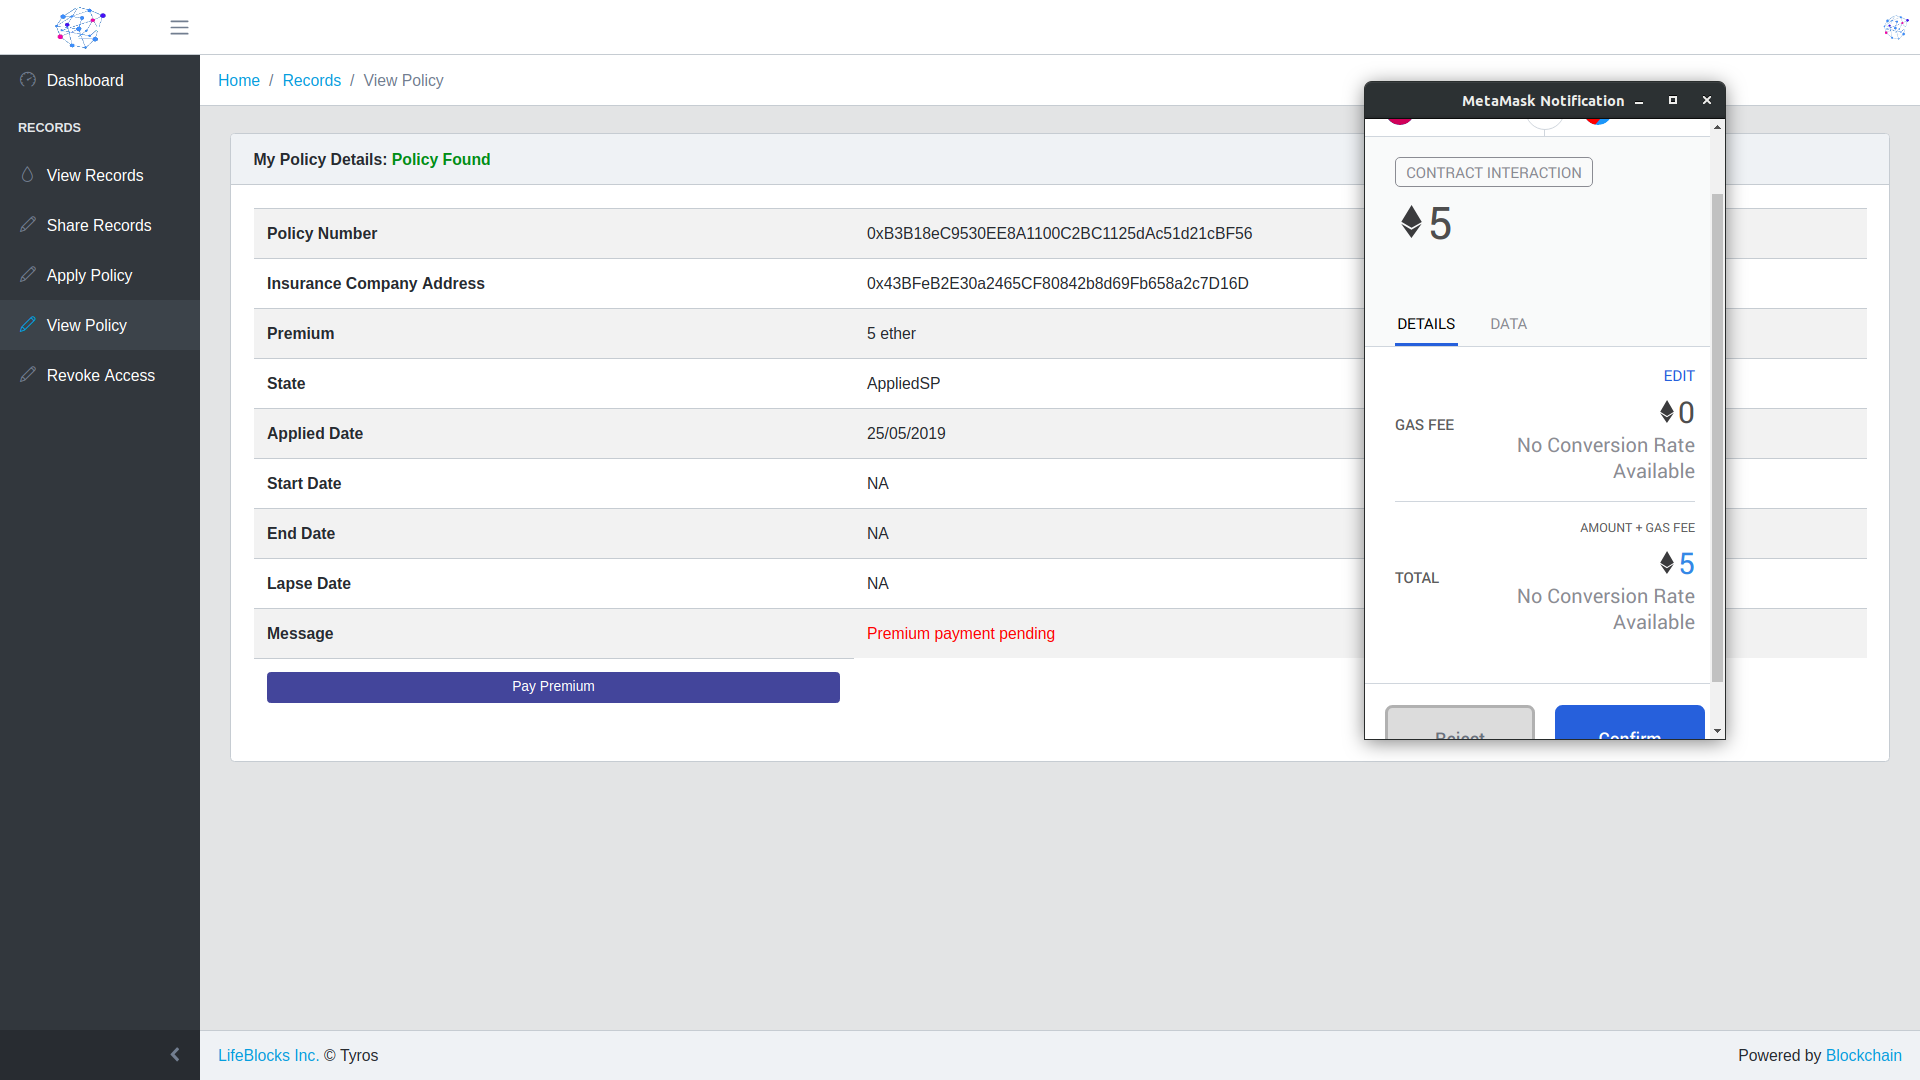 Dashboard
RECORDS
View Records
Share Records
Apply Policy
View Policy
Revoke Access
Home / Records / View Policy
My Policy Details: Policy Found
Policy Number 0xB3B18eC9530EE8A1100C2BC1125dAc51d21cBF56
Insurance Company Address 0x43BFeB2E30a2465CF80842b8d69Fb658a2c7D16D
Premium 5 ether
State AppliedSP
Applied Date 25/05/2019
Start Date NA
End Date NA
Lapse Date NA
Message Premium payment pending
Pay Premium
MetaMask Notification
CONTRACT INTERACTION
5
DETAILS DATA
EDIT
GAS FEE 0
No Conversion Rate
Available
AMOUNT + GAS FEE
TOTAL 5
No Conversion Rate
Available
Reject Confirm
LifeBlocks Inc. © Tyros
Powered by Blockchain